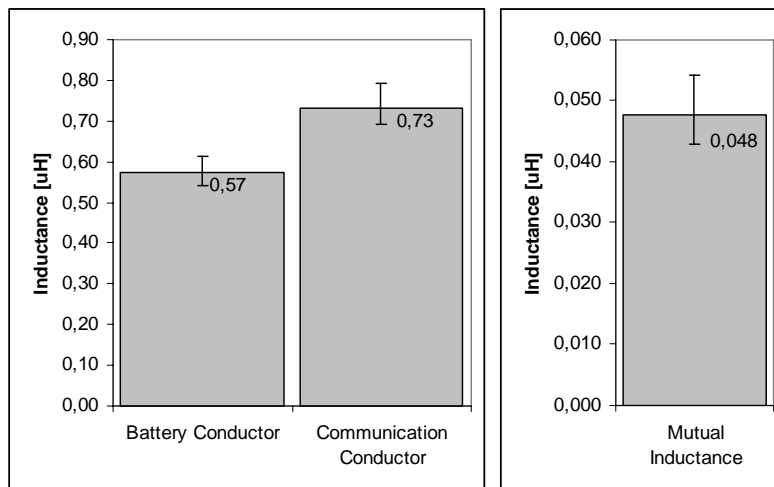 Inductance [uH]
0,90
0,80
0,70
0,60
0,50
0,40
0,30
0,20
0,10
0,00
0,57
0,73
Battery Conductor
Communication
Conductor
Inductance [uH]
0,060
0,050
0,040
0,030
0,020
0,010
0,000
0,048
Mutual
Inductance